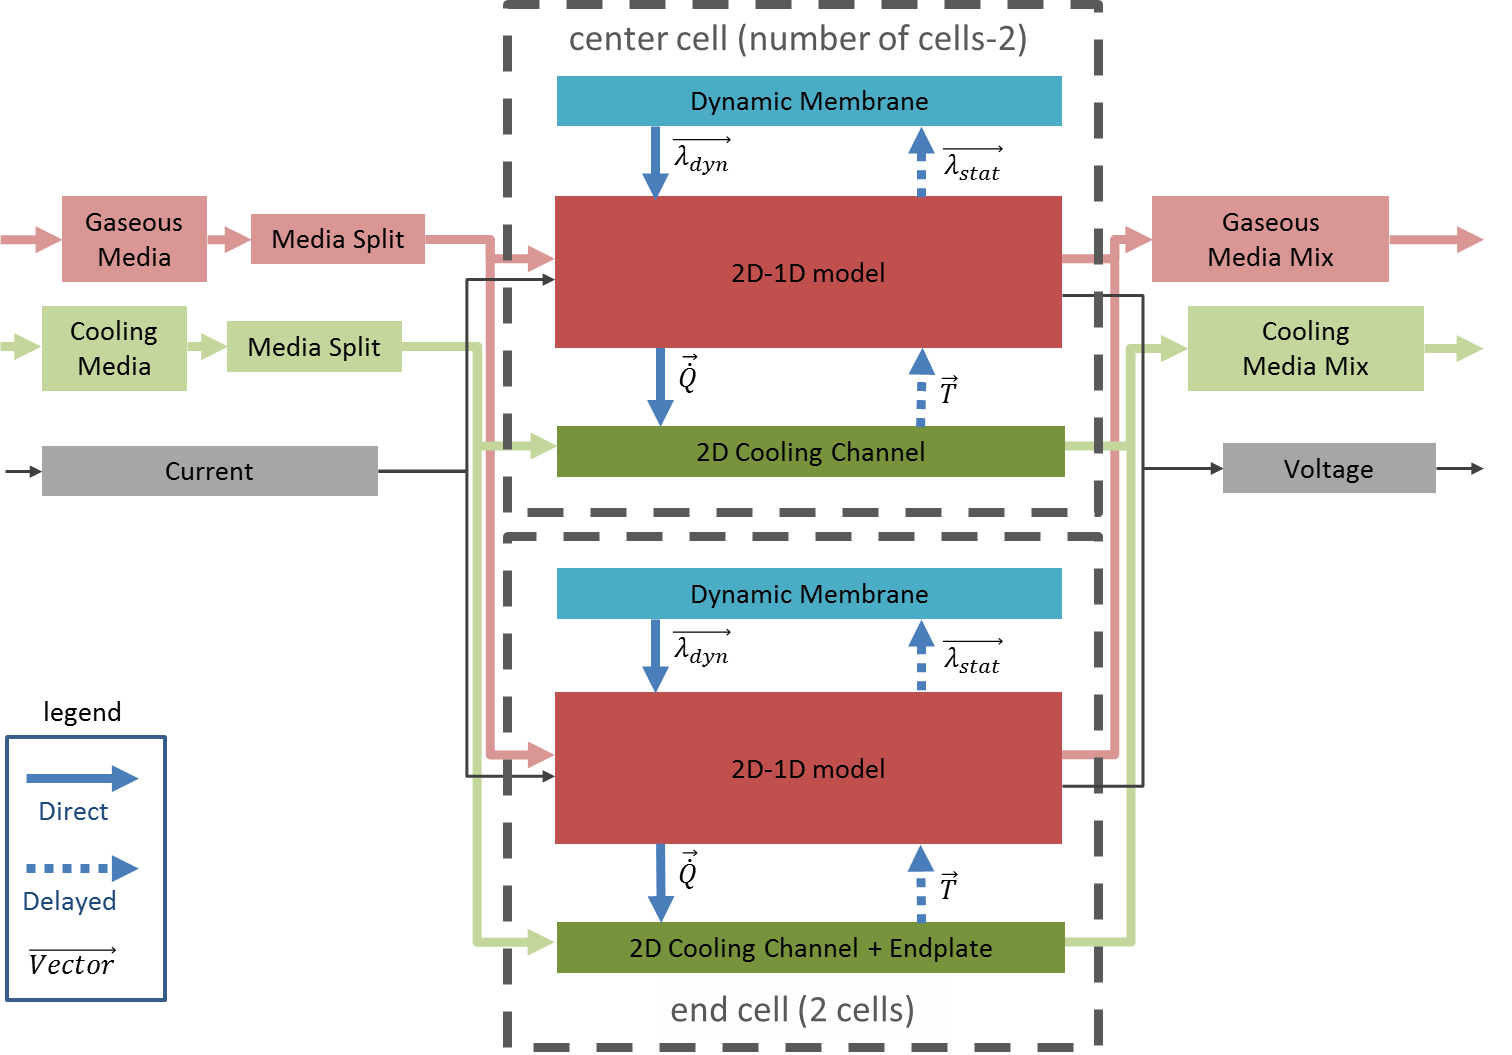 center cell (number of cells-2)
Dynamic Membrane
λdyn
λstat
Gaseous
Media
Media Split
2D-1D model
Gaseous
Media Mix
Cooling
Media
Media Split
Cooling
Media Mix
Q̇
T
2D Cooling Channel
Current
Voltage
Dynamic Membrane
λdyn
λstat
2D-1D model
Q̇
T
2D Cooling Channel + Endplate
end cell (2 cells)
legend
Direct
Delayed
Vector